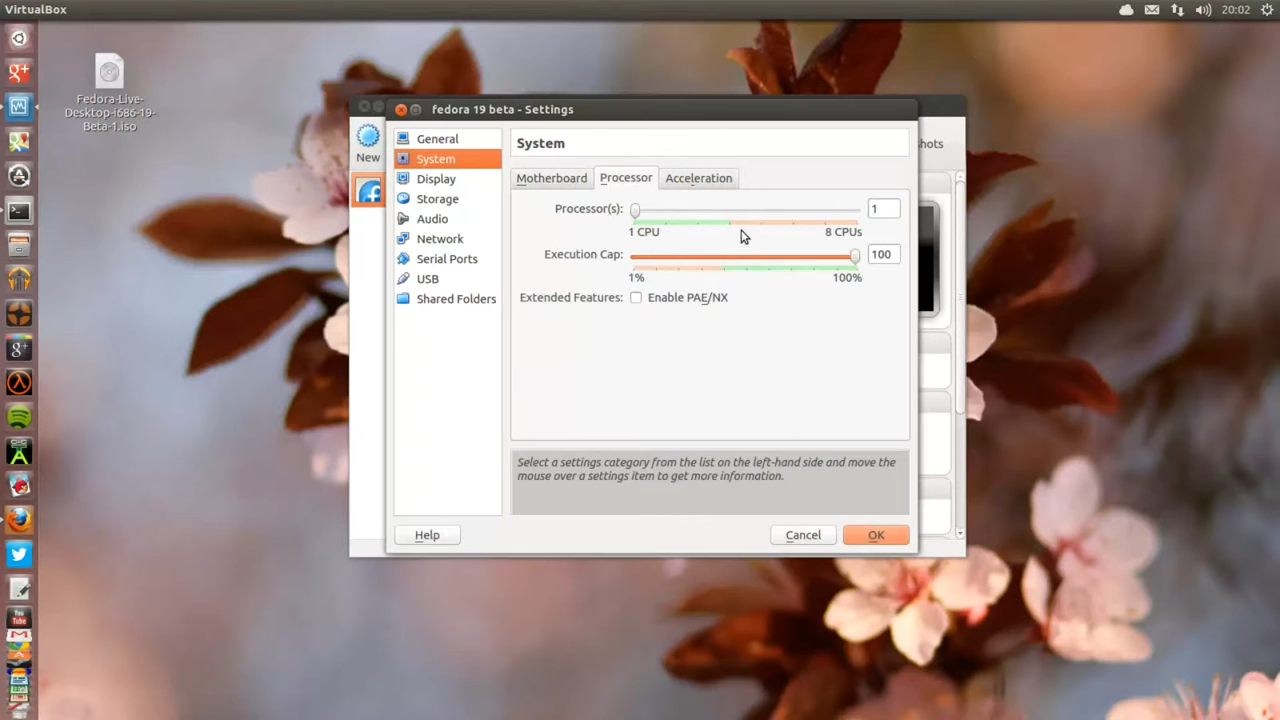 VirtualBox
20:02
Fedora-Live-
Desktop-i686-19-
Beta-1.iso
fedora 19 beta - Settings
New
shots
General
System
Display
Storage
Audio
Network
Serial Ports
USB
Shared Folders
System
Motherboard
Processor
Acceleration
Processor(s):
1
1 CPU
8 CPUs
Execution Cap:
100
1%
100%
Extended Features:
Enable PAE/NX
Select a settings category from the list on the left-hand side and move the
mouse over a settings item to get more information.
Help
Cancel
OK
You
Tube